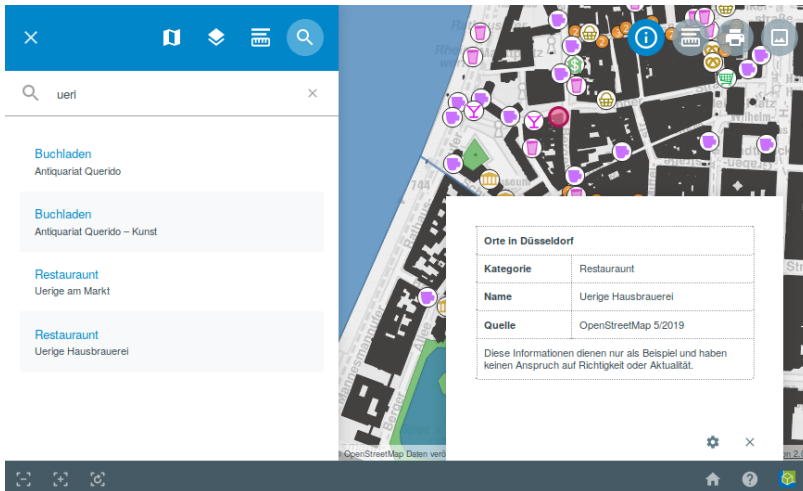 ueri
Buchladen
Antiquariat Querido
Buchladen
Antiquariat Querido – Kunst
Restauraunt
Uerige am Markt
Restauraunt
Uerige Hausbrauerei
744
Orte in Düsseldorf
Kategorie Restauraunt
Name Uerige Hausbrauerei
Quelle OpenStreetMap 5/2019
Diese Informationen dienen nur als Beispiel und haben
keinen Anspruch auf Richtigkeit oder Aktualität.
OpenStreetMap Daten verö